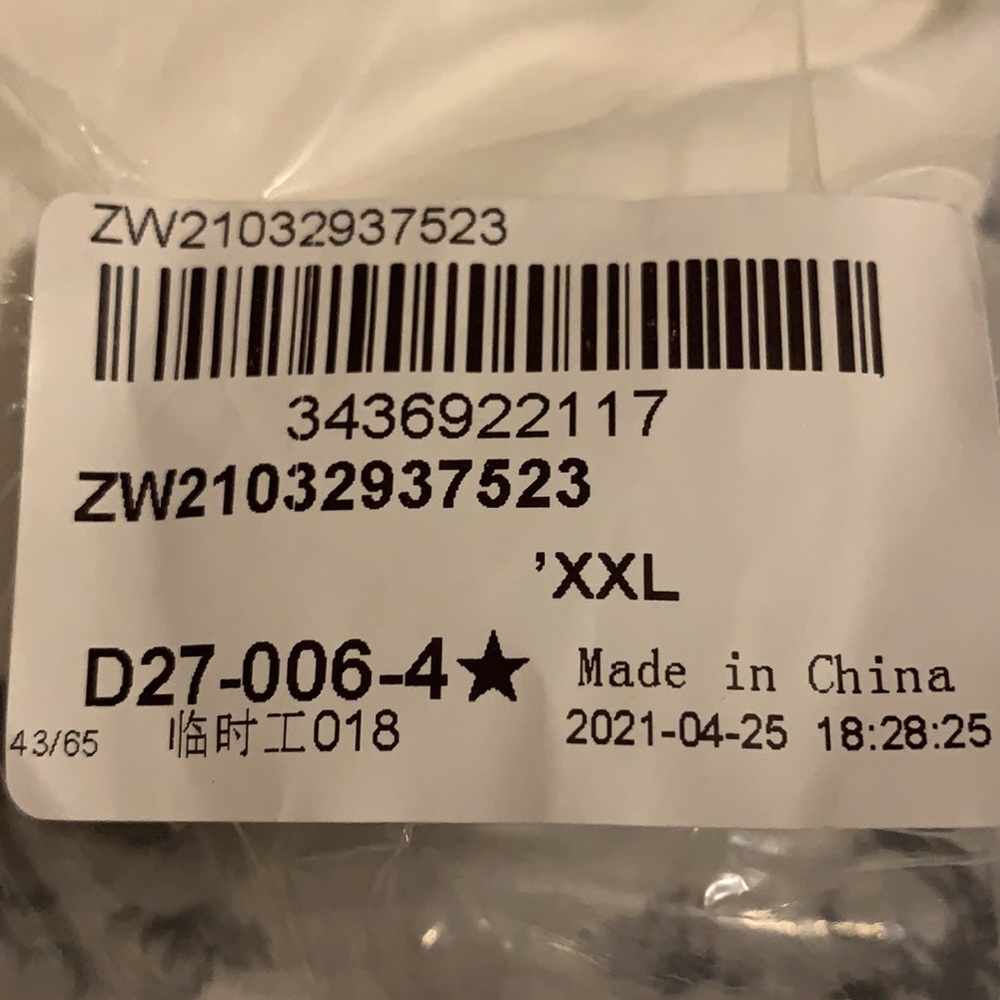 ZW21032937523
3436922117
ZW21032937523
’XXL
D27-006-4★ Made in China
43/65 临时工018 2021-04-25 18:28:25